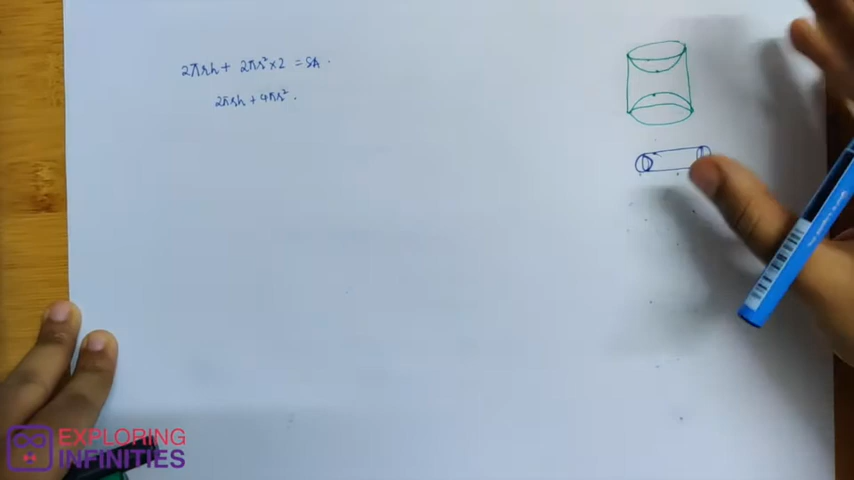 2πrh + 2πr²×2 = SA.
2πrh + 4πr².
EXPLORING
INFINITIES